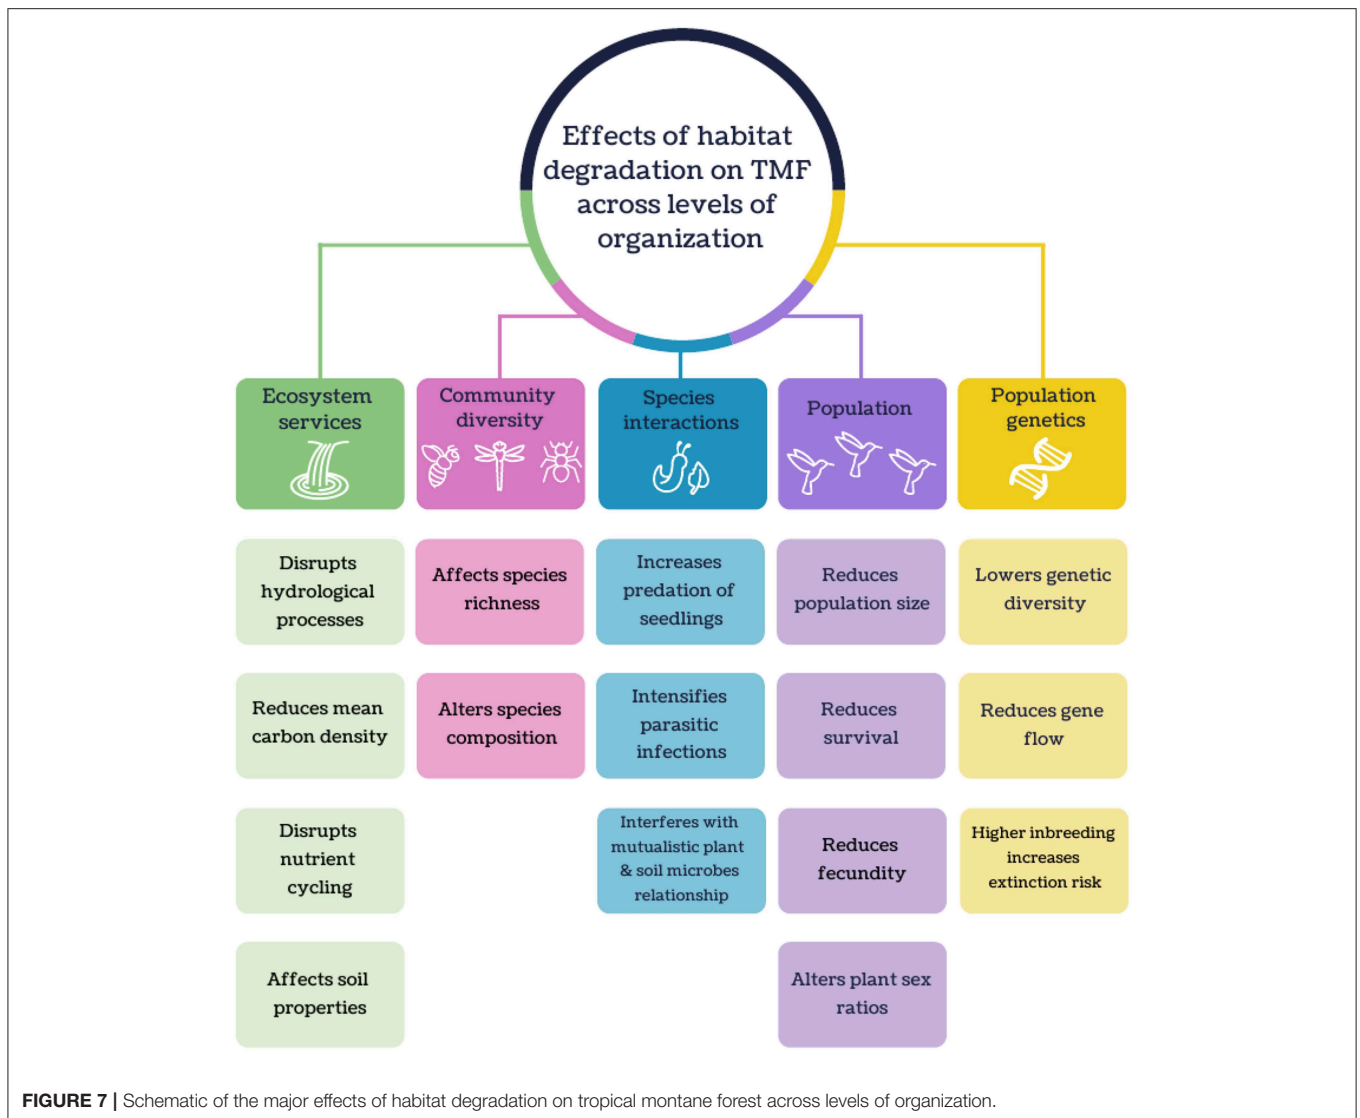 Effects of habitat
degradation on TMF
across levels of
organization
Ecosystem
services
Community
diversity
Species
interactions
Population
Population
genetics
Disrupts
hydrological
processes
Affects species
richness
Increases
predation of
seedlings
Reduces
population size
Lowers genetic
diversity
Reduces mean
carbon density
Alters species
composition
Intensifies
parasitic
infections
Reduces
survival
Reduces gene
flow
Disrupts
nutrient
cycling
Interferes with
mutualistic plant
& soil microbes
relationship
Reduces
fecundity
Higher inbreeding
increases
extinction risk
Affects soil
properties
Alters plant sex
ratios
FIGURE 7 | Schematic of the major effects of habitat degradation on tropical montane forest across levels of organization.